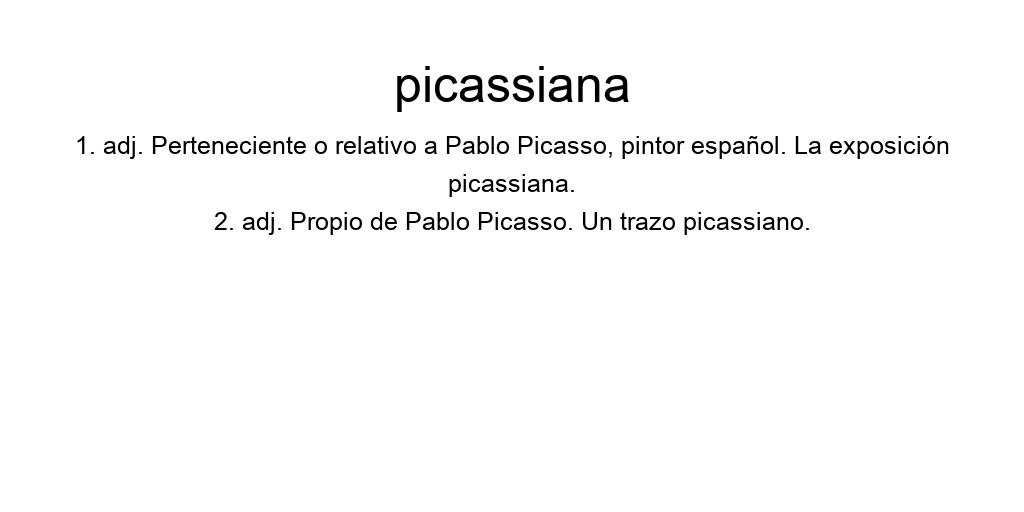 picassiana
1. adj. Perteneciente o relativo a Pablo Picasso, pintor español. La exposición
picassiana.
2. adj. Propio de Pablo Picasso. Un trazo picassiano.